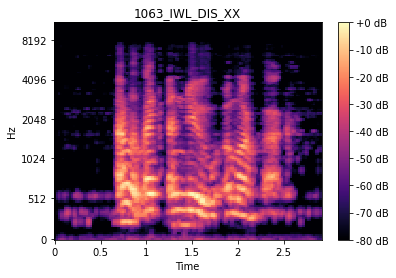 1063_IWL_DIS_XX
8192
4096
2048
1024
512
0
Hz
0 0.5 1 1.5 2 2.5
Time
+0 dB
-10 dB
-20 dB
-30 dB
-40 dB
-50 dB
-60 dB
-70 dB
-80 dB